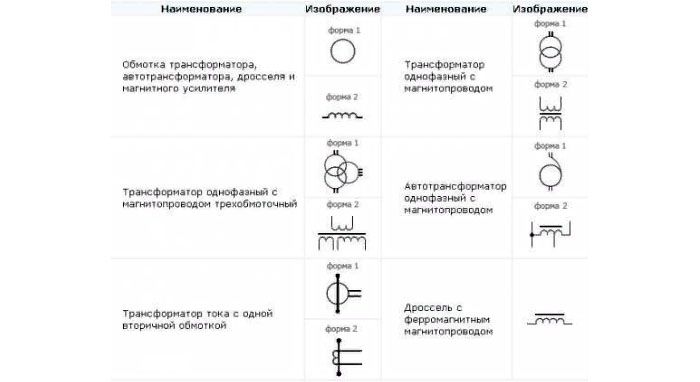 Наименование Изображение Наименование Изображение
форма 1
Обмотка трансформатора,
автотрансформатора, дросселя и
магнитного усилителя
форма 2
форма 1
Трансформатор
однофазный с
магнитопроводом
форма 2
форма 1
Трансформатор однофазный с
магнитопроводом трехобмоточный
форма 2
форма 1
Автотрансформатор
однофазный с
магнитопроводом
форма 2
форма 1
Трансформатор тока с одной
вторичной обмоткой
форма 2
Дроссель с
ферромагнитным
магнитопроводом